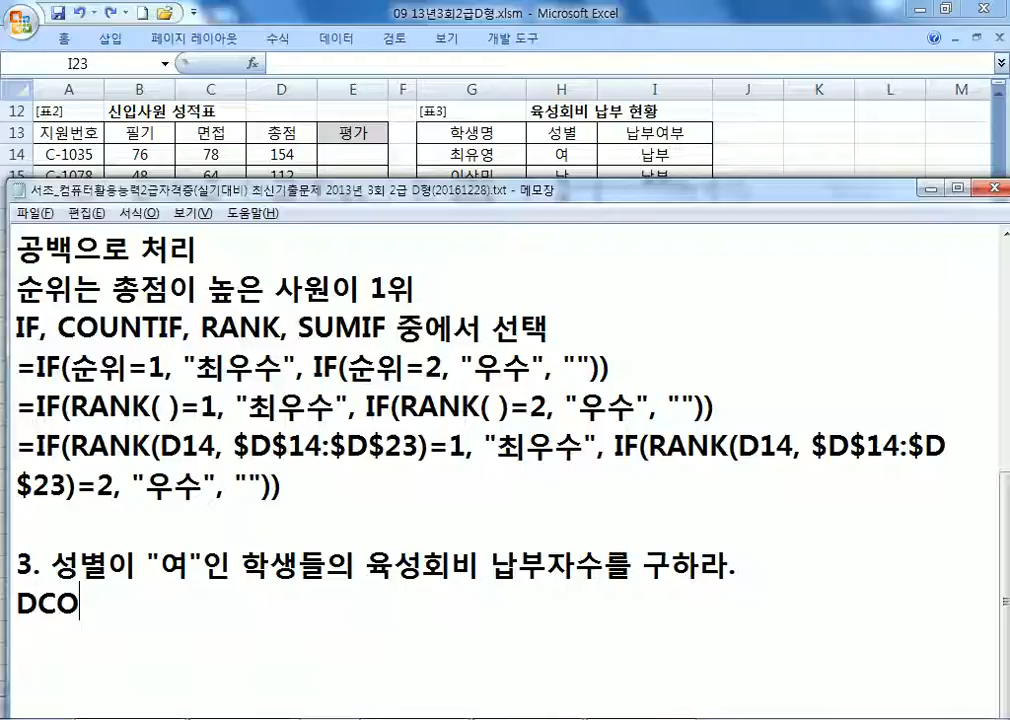 09 13년3회2급D형.xlsm - Microsoft Excel
홈 삽입 페이지 레이아웃 수식 데이터 검토 보기 개발 도구
I23 fx
A B C D E F G H I J K L M
12 [표2] 신입사원 성적표 [표3] 육성회비 납부 현황
13 지원번호 필기 면접 총점 평가 학생명 성별 납부여부
14 C-1035 76 78 154 최유영 여 납부
C-1078 48 64 112 이상민 남 납부
서조_컴퓨터활용능력2급자격증(실기대비) 최신기출문제 2013년 3회 2급 D형(20161228).txt - 메모장
파일(F) 편집(E) 서식(O) 보기(V) 도움말(H)
공백으로 처리
순위는 총점이 높은 사원이 1위
IF, COUNTIF, RANK, SUMIF 중에서 선택
=IF(순위=1, "최우수", IF(순위=2, "우수", ""))
=IF(RANK( )=1, "최우수", IF(RANK( )=2, "우수", ""))
=IF(RANK(D14, $D$14:$D$23)=1, "최우수", IF(RANK(D14, $D$14:$D
$23)=2, "우수", ""))
3. 성별이 "여"인 학생들의 육성회비 납부자수를 구하라.
DCO